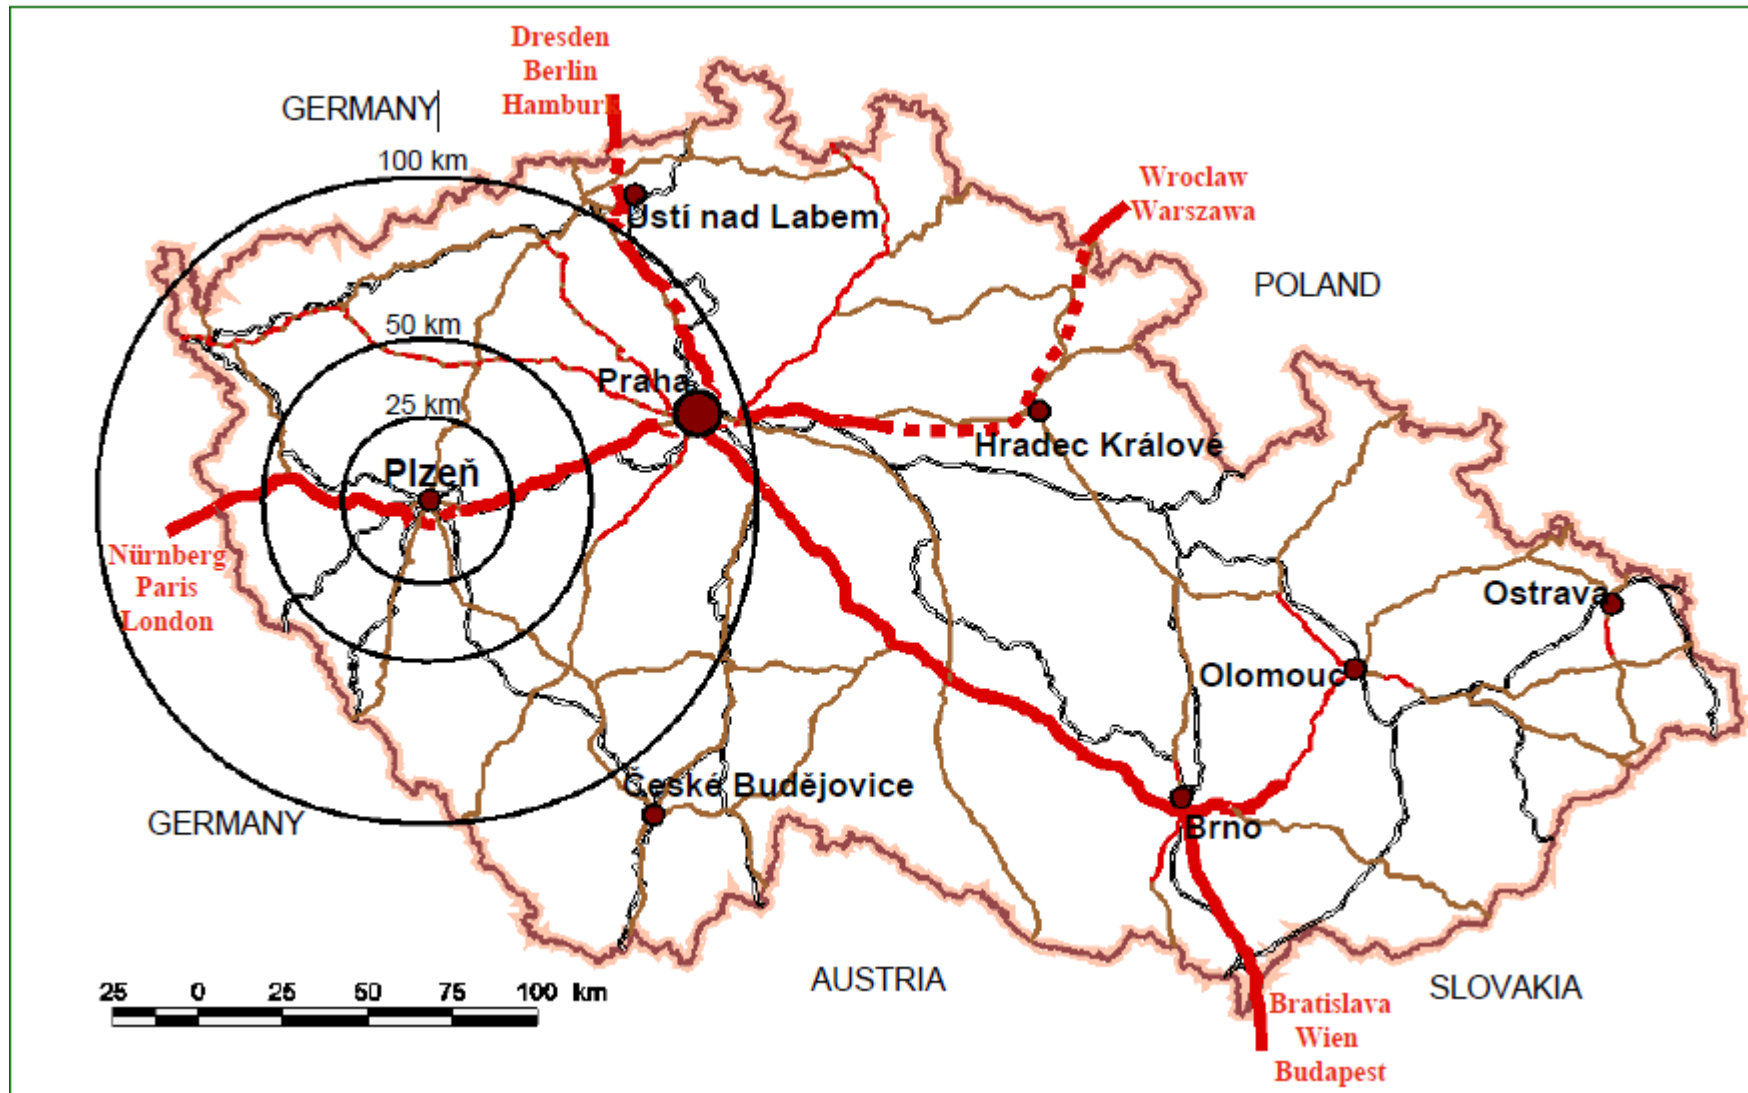 Dresden
Berlin
Hamburk
GERMANY
100 km
Wroclaw
Warszawa
Ústí nad Labem
POLAND
50 km
Praha
25 km
Hradec Králové
Plzeň
Nürnberg
Paris
London
Ostrava
Olomouc
České Budějovice
GERMANY
Brno
AUSTRIA
SLOVAKIA
25 0 25 50 75 100 km
Bratislava
Wien
Budapest